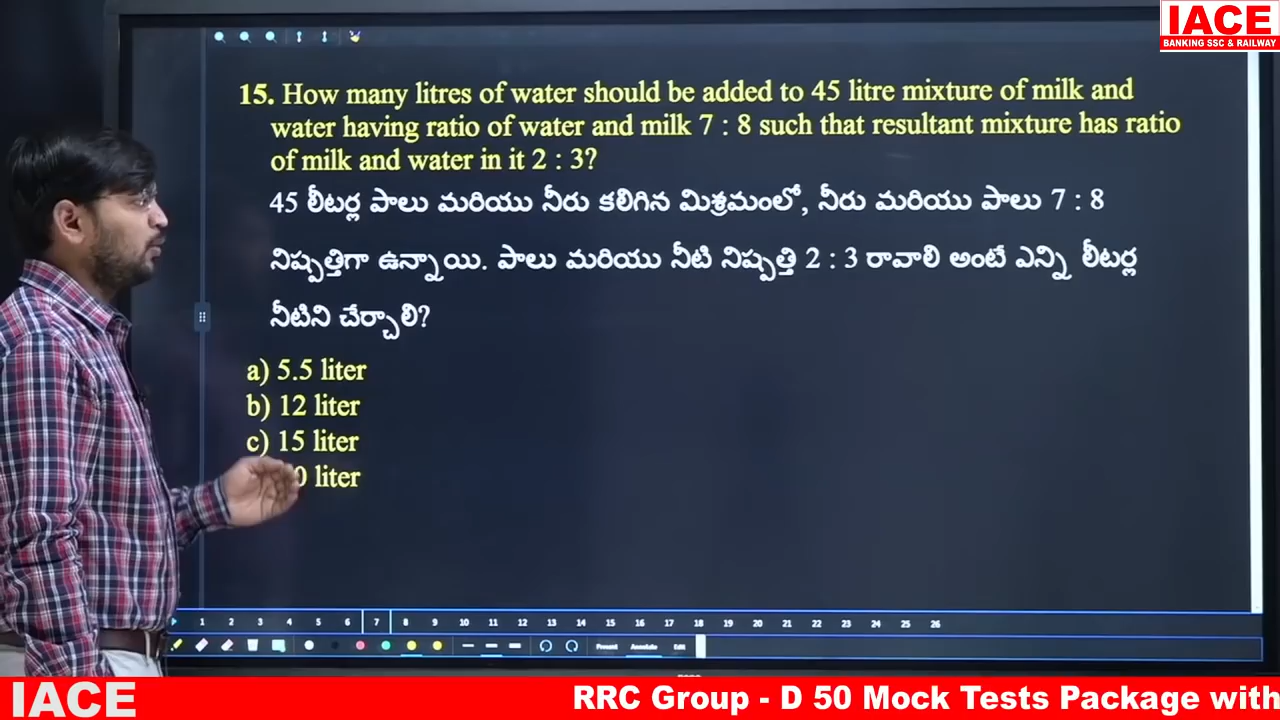 IACE
BANKING SSC & RAILWAY
15. How many litres of water should be added to 45 litre mixture of milk and
water having ratio of water and milk 7 : 8 such that resultant mixture has ratio
of milk and water in it 2 : 3?
45 లీటర్ల పాలు మరియు నీరు కలిగిన మిశ్రమంలో, నీరు మరియు పాలు 7 : 8
నిష్పత్తిగా ఉన్నాయి. పాలు మరియు నీటి నిష్పత్తి 2 : 3 రావాలి అంటే ఎన్ని లీటర్ల
నీటిని చేర్చాలి?
a) 5.5 liter
b) 12 liter
c) 15 liter
0 liter
1 2 3 4 5 6 7 8 9 10 11 12 13 14 15 16 17 18 19 20 21 22 23 24 25 26
Present Annotate Edit
IACE
RRC Group - D 50 Mock Tests Package with